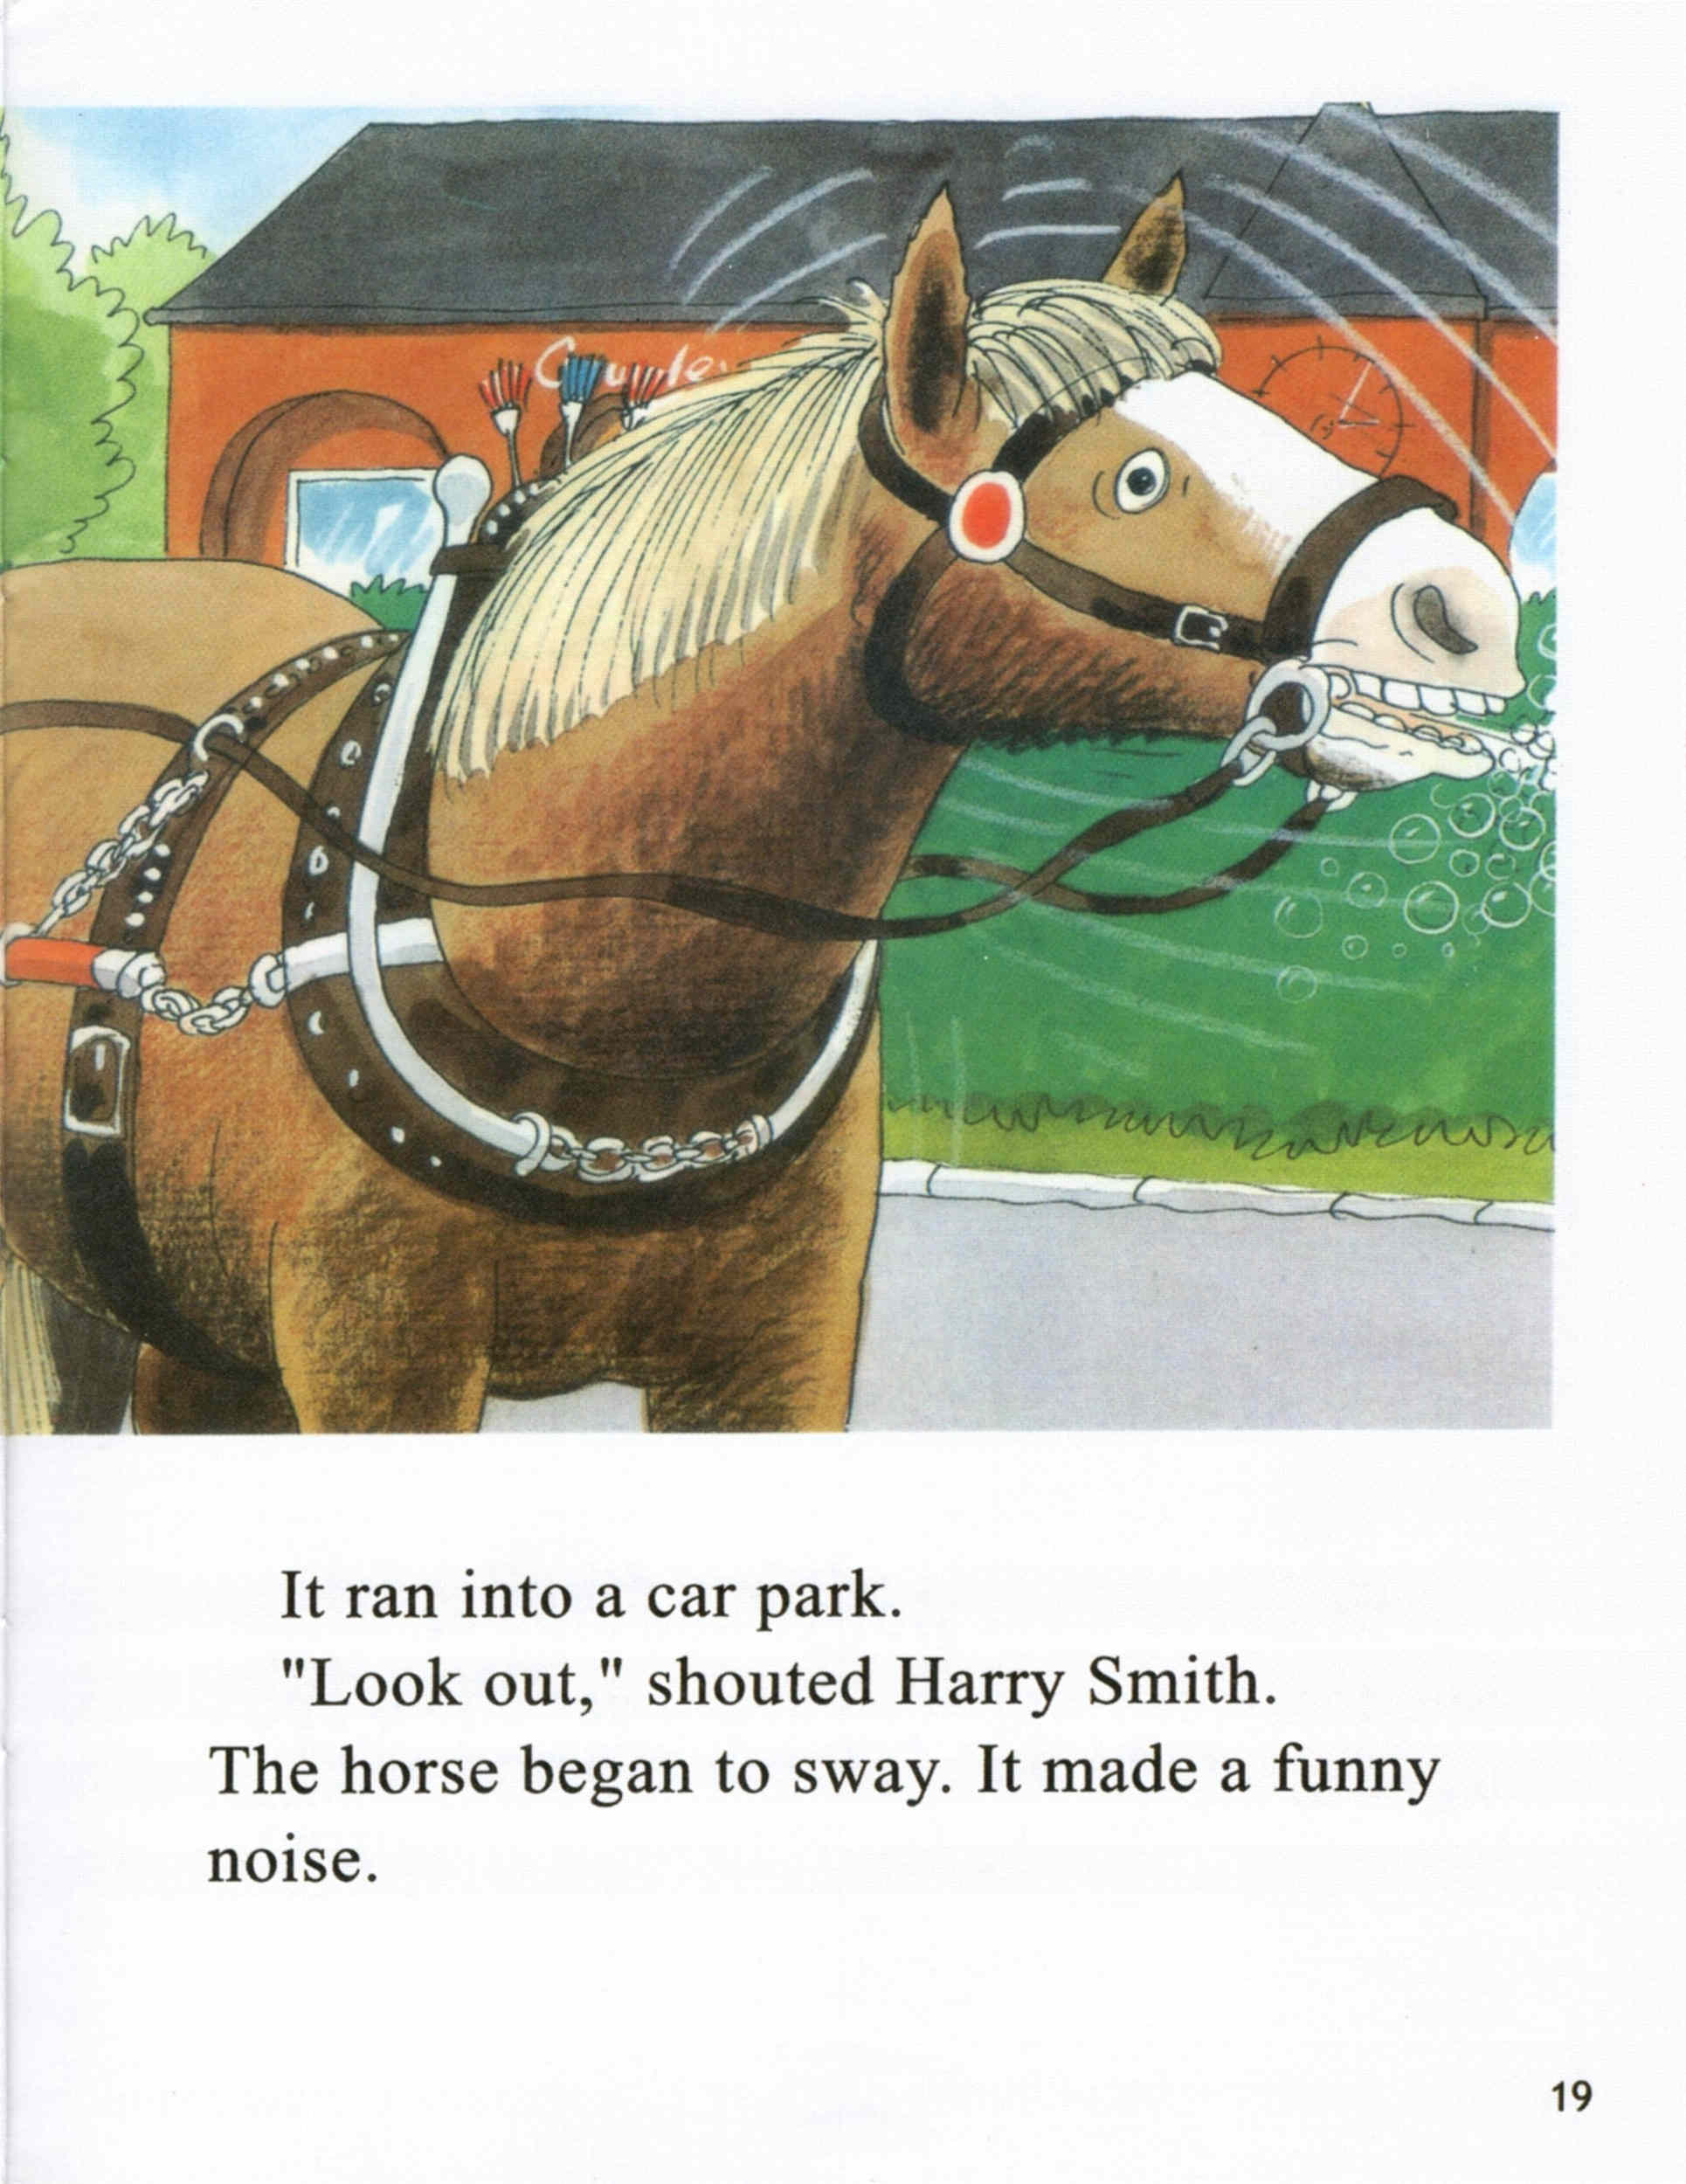 It ran into a car park.
"Look out," shouted Harry Smith.
The horse began to sway. It made a funny
noise.
19